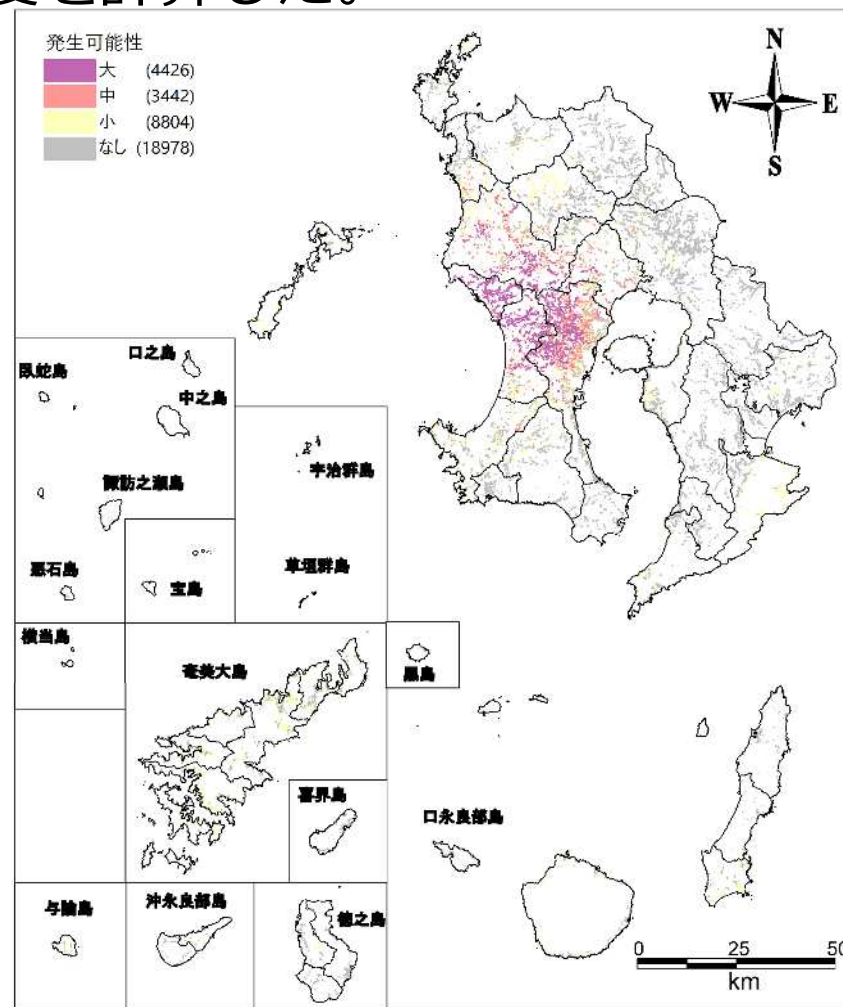 発生可能性
大 (4426)
中 (3442)
小 (8804)
なし (18978)
N
W E
S
口之島
臥蛇島
中之島
宇治群島
諏訪之瀬島
悪石島
宝島
草垣群島
横当島
奄美大島
黒島
喜界島
口永良部島
与論島
沖永良部島
徳之島
0 25 50
km